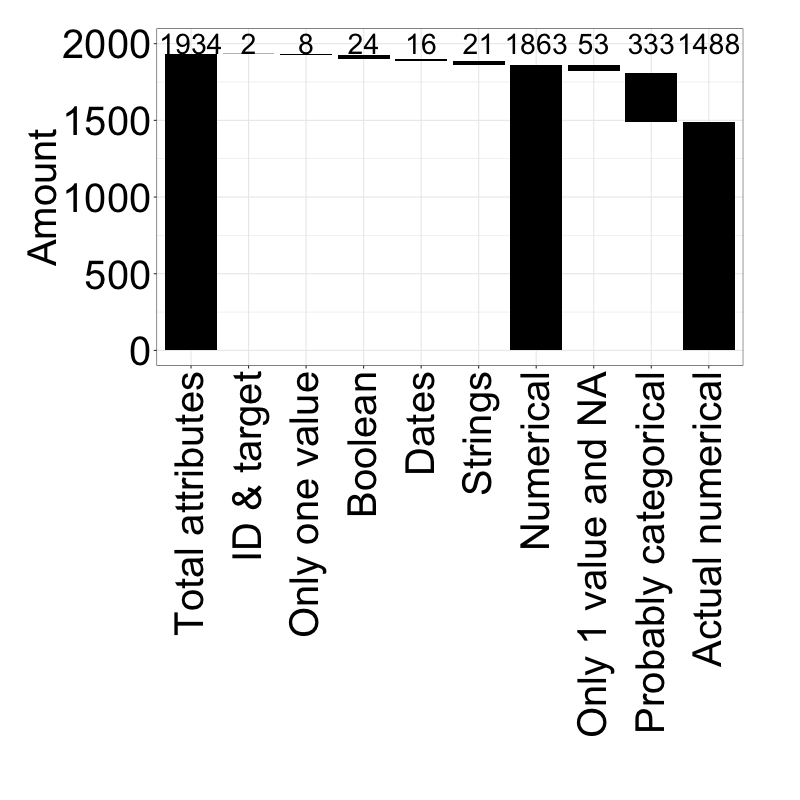 2000
1500
1000
500
0
Amount
1934 2 8 24 16 21 1863 53 333 1488
Total attributes
ID & target
Only one value
Boolean
Dates
Strings
Numerical
Only 1 value and NA
Probably categorical
Actual numerical